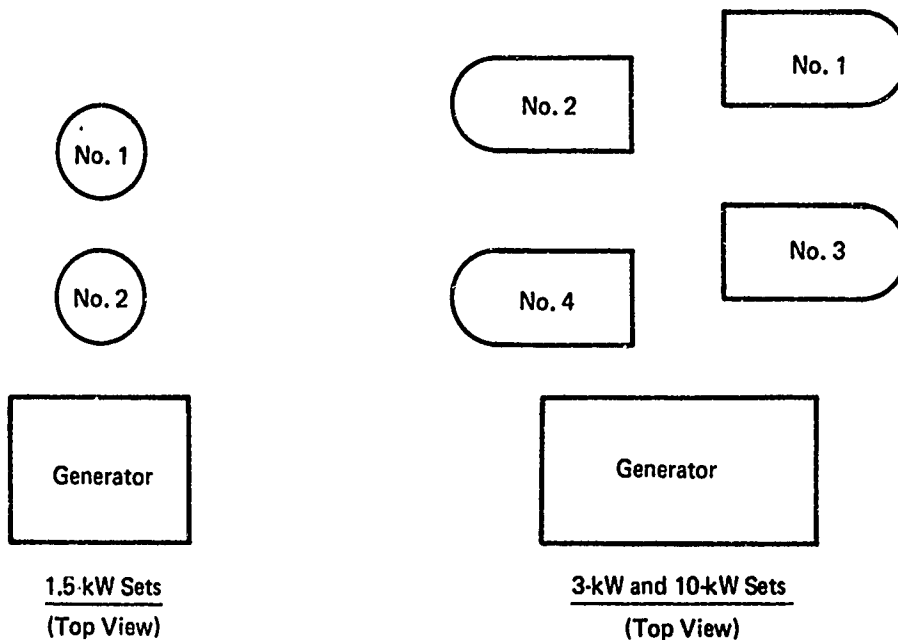 No. 1
No. 2
Generator
1.5-kW Sets
(Top View)
No. 1
No. 2
No. 3
No. 4
Generator
3-kW and 10-kW Sets
(Top View)